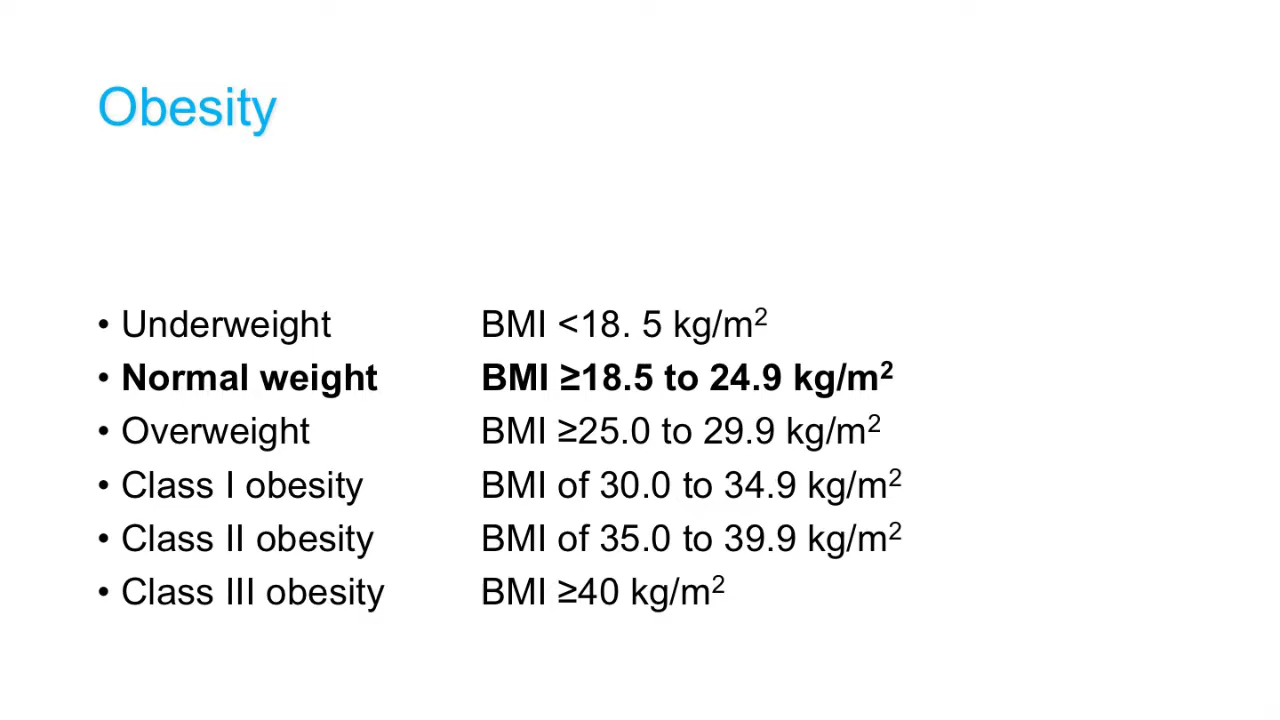 Obesity
• Underweight BMI <18. 5 kg/m²
• Normal weight BMI ≥18.5 to 24.9 kg/m²
• Overweight BMI ≥25.0 to 29.9 kg/m²
• Class I obesity BMI of 30.0 to 34.9 kg/m²
• Class II obesity BMI of 35.0 to 39.9 kg/m²
• Class III obesity BMI ≥40 kg/m²